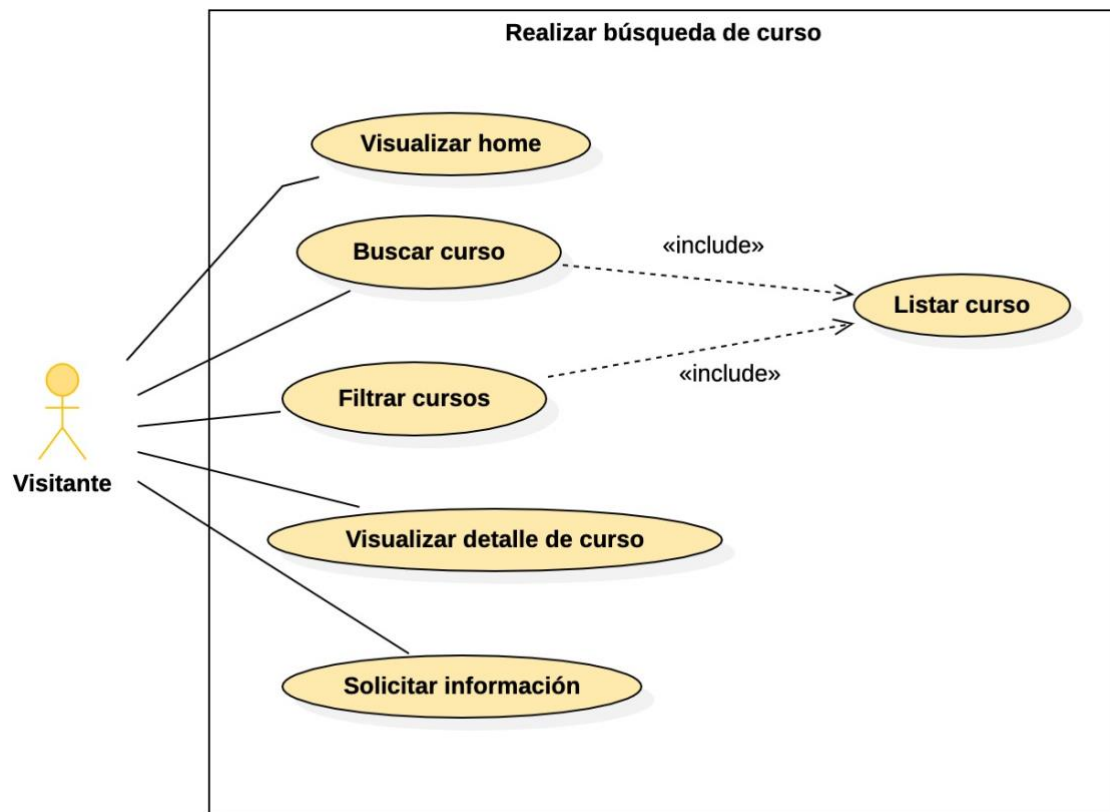 Realizar búsqueda de curso
Visualizar home
Buscar curso
«include»
Listar curso
Filtrar cursos
«include»
Visitante
Visualizar detalle de curso
Solicitar información